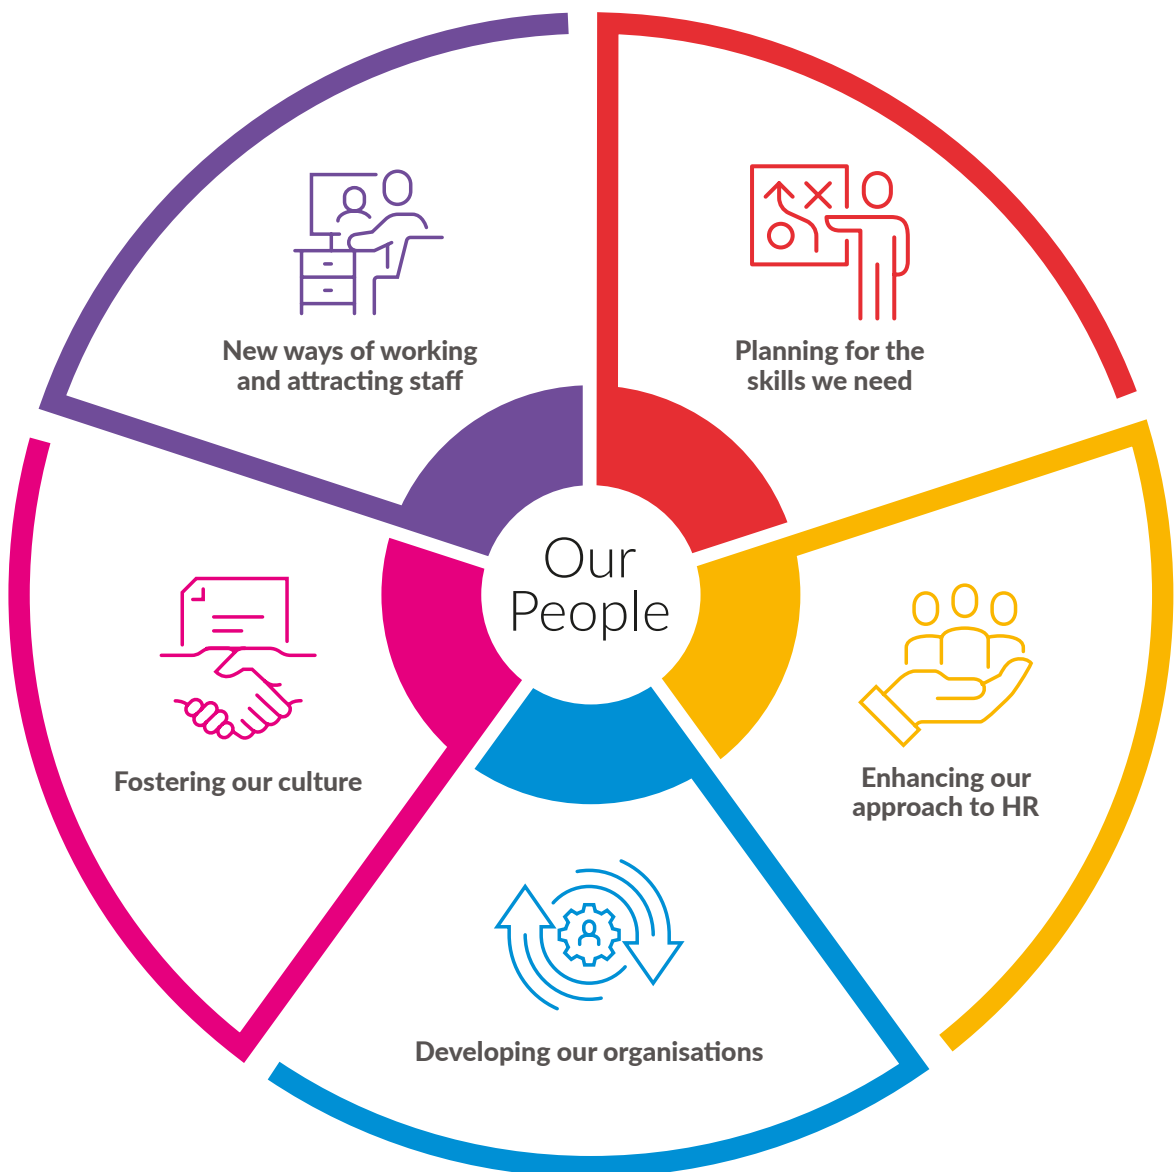 New ways of working
and attracting staff
Planning for the
skills we need
Our
People
Fostering our culture
Enhancing our
approach to HR
Developing our organisations